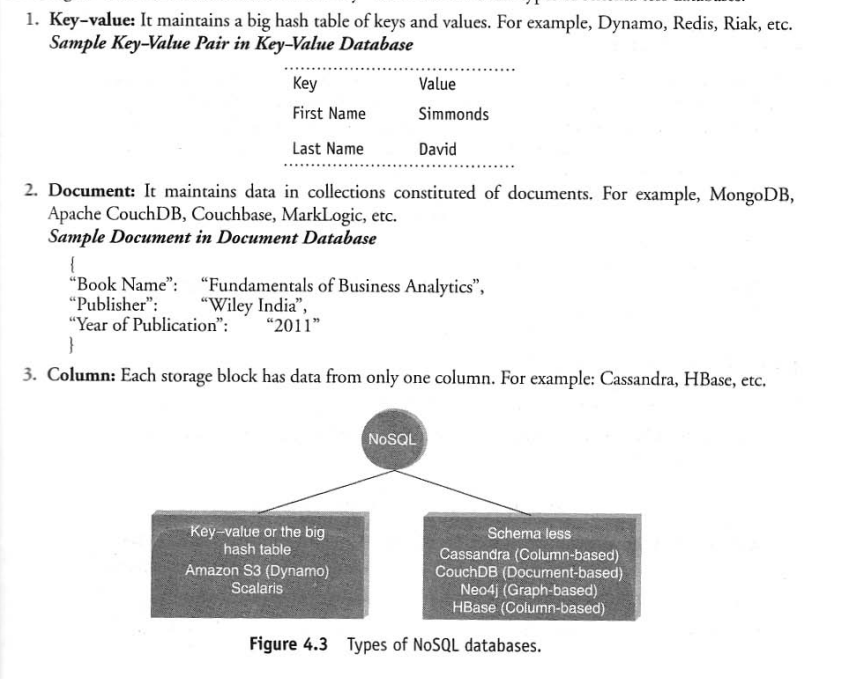 1. Key–value: It maintains a big hash table of keys and values. For example, Dynamo, Redis, Riak, etc.
Sample Key–Value Pair in Key–Value Database
Key Value
First Name Simmonds
Last Name David
2. Document: It maintains data in collections constituted of documents. For example, MongoDB,
Apache CouchDB, Couchbase, MarkLogic, etc.
Sample Document in Document Database
{
“Book Name”: “Fundamentals of Business Analytics”,
“Publisher”: “Wiley India”,
“Year of Publication”: “2011”
}
3. Column: Each storage block has data from only one column. For example: Cassandra, HBase, etc.
NoSQL
Key–value or the big
hash table
Amazon S3 (Dynamo)
Scalaris
Schema less
Cassandra (Column-based)
CouchDB (Document-based)
Neo4j (Graph-based)
HBase (Column-based)
Figure 4.3 Types of NoSQL databases.